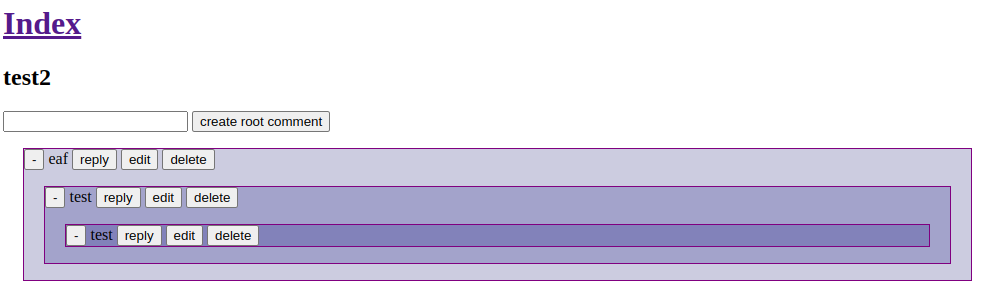 Index
test2
create root comment
- eaf reply edit delete
- test reply edit delete
- test reply edit delete